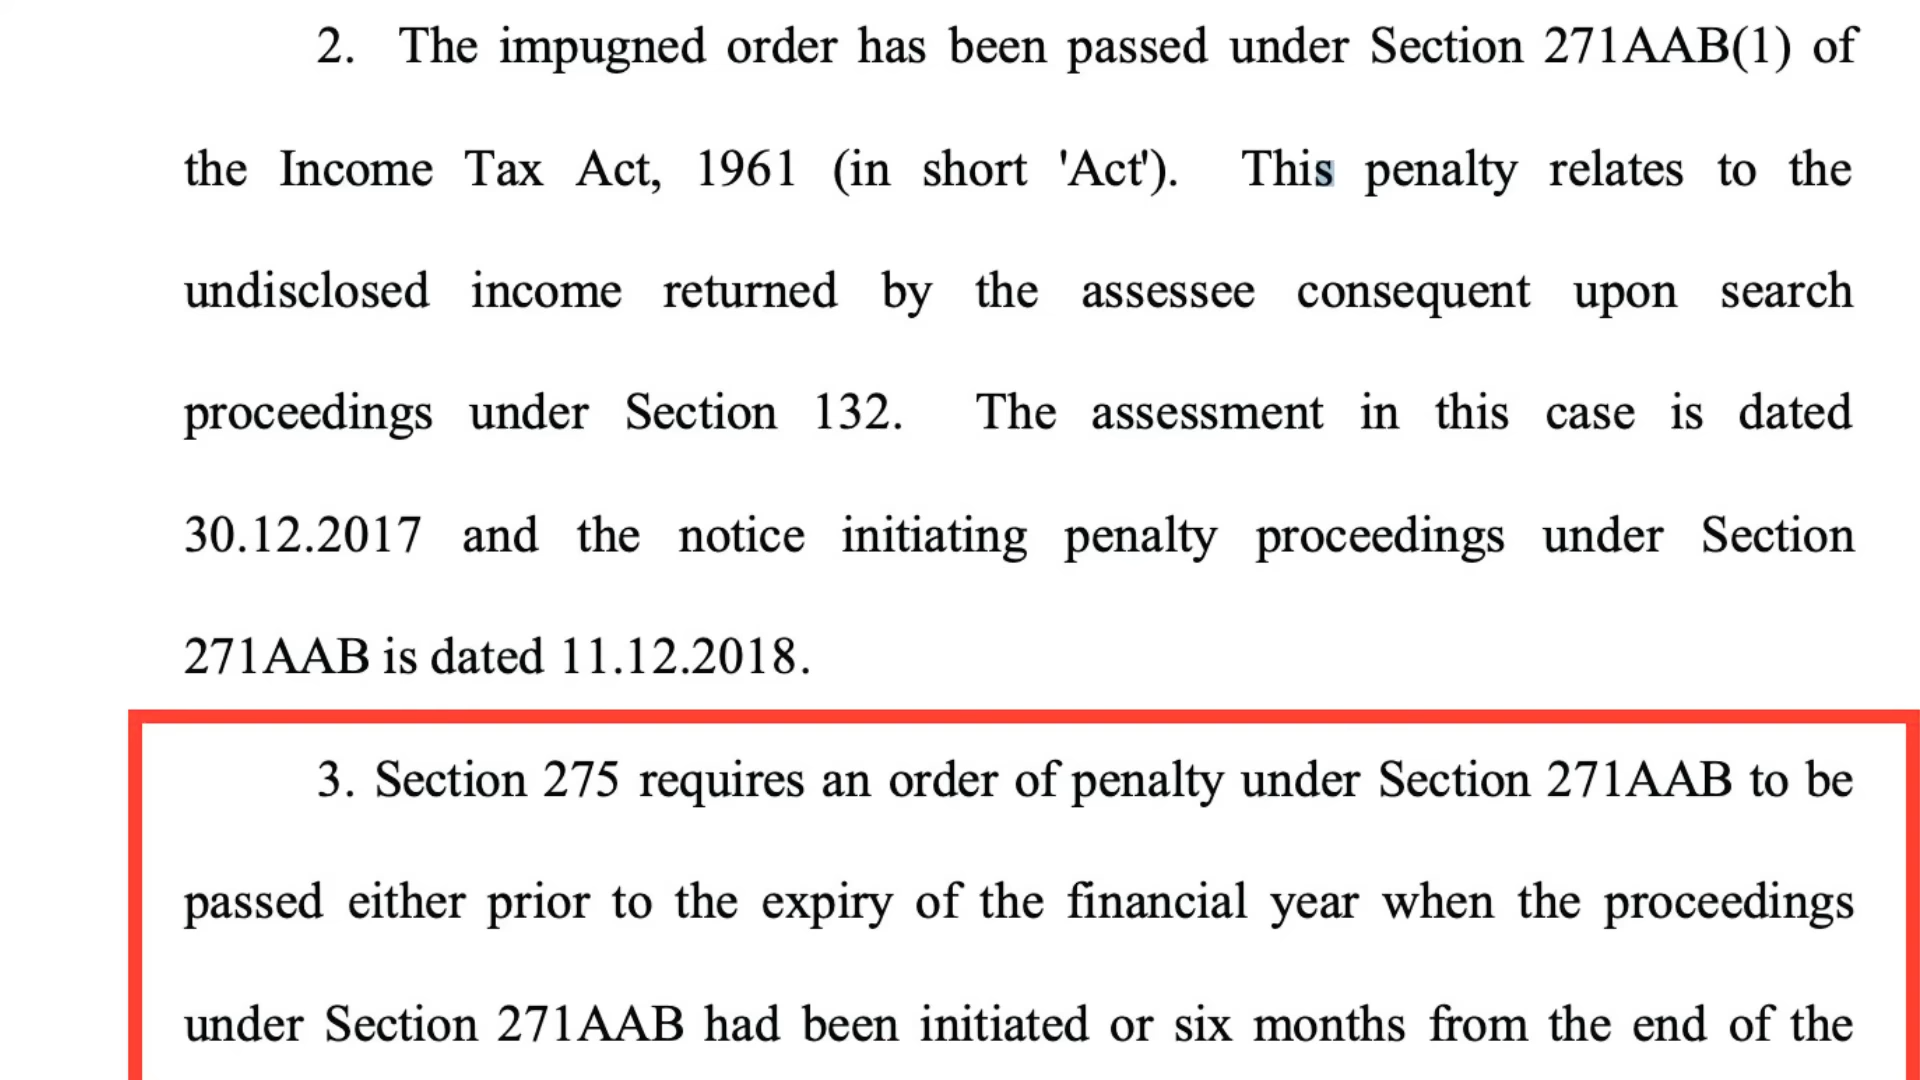 2. The impugned order has been passed under Section 271AAB(1) of
the Income Tax Act, 1961 (in short 'Act'). This penalty relates to the
undisclosed income returned by the assessee consequent upon search
proceedings under Section 132. The assessment in this case is dated
30.12.2017 and the notice initiating penalty proceedings under Section
271AAB is dated 11.12.2018.
3. Section 275 requires an order of penalty under Section 271AAB to be
passed either prior to the expiry of the financial year when the proceedings
under Section 271AAB had been initiated or six months from the end of the